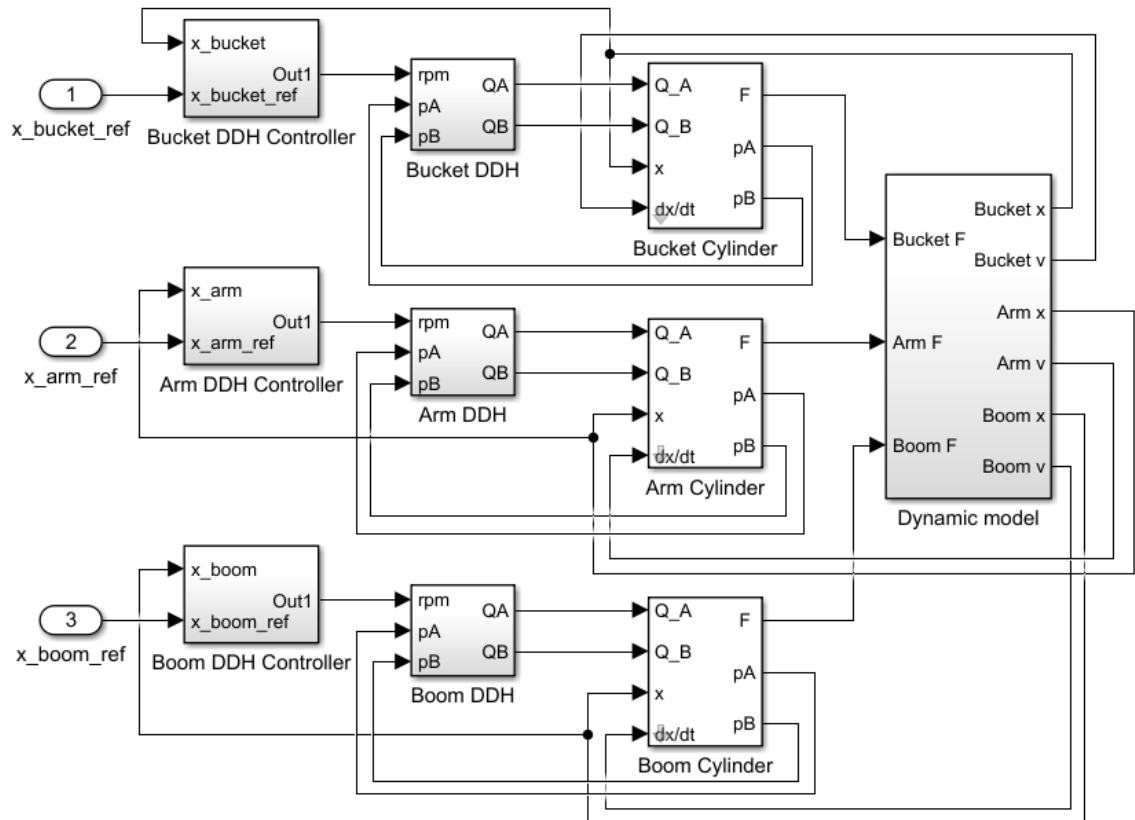 1
x_bucket_ref
x_bucket
x_bucket_ref
Out1
Bucket DDH Controller
rpm
pA
pB
QA
QB
Bucket DDH
Q_A
Q_B
x
dx/dt
F
pA
pB
Bucket Cylinder
2
x_arm_ref
x_arm
x_arm_ref
Out1
Arm DDH Controller
rpm
pA
pB
QA
QB
Arm DDH
Q_A
Q_B
x
dx/dt
F
pA
pB
Arm Cylinder
3
x_boom_ref
x_boom
x_boom_ref
Out1
Boom DDH Controller
rpm
pA
pB
QA
QB
Boom DDH
Q_A
Q_B
x
dx/dt
F
pA
pB
Boom Cylinder
Bucket F
Arm F
Boom F
Bucket x
Bucket v
Arm x
Arm v
Boom x
Boom v
Dynamic model